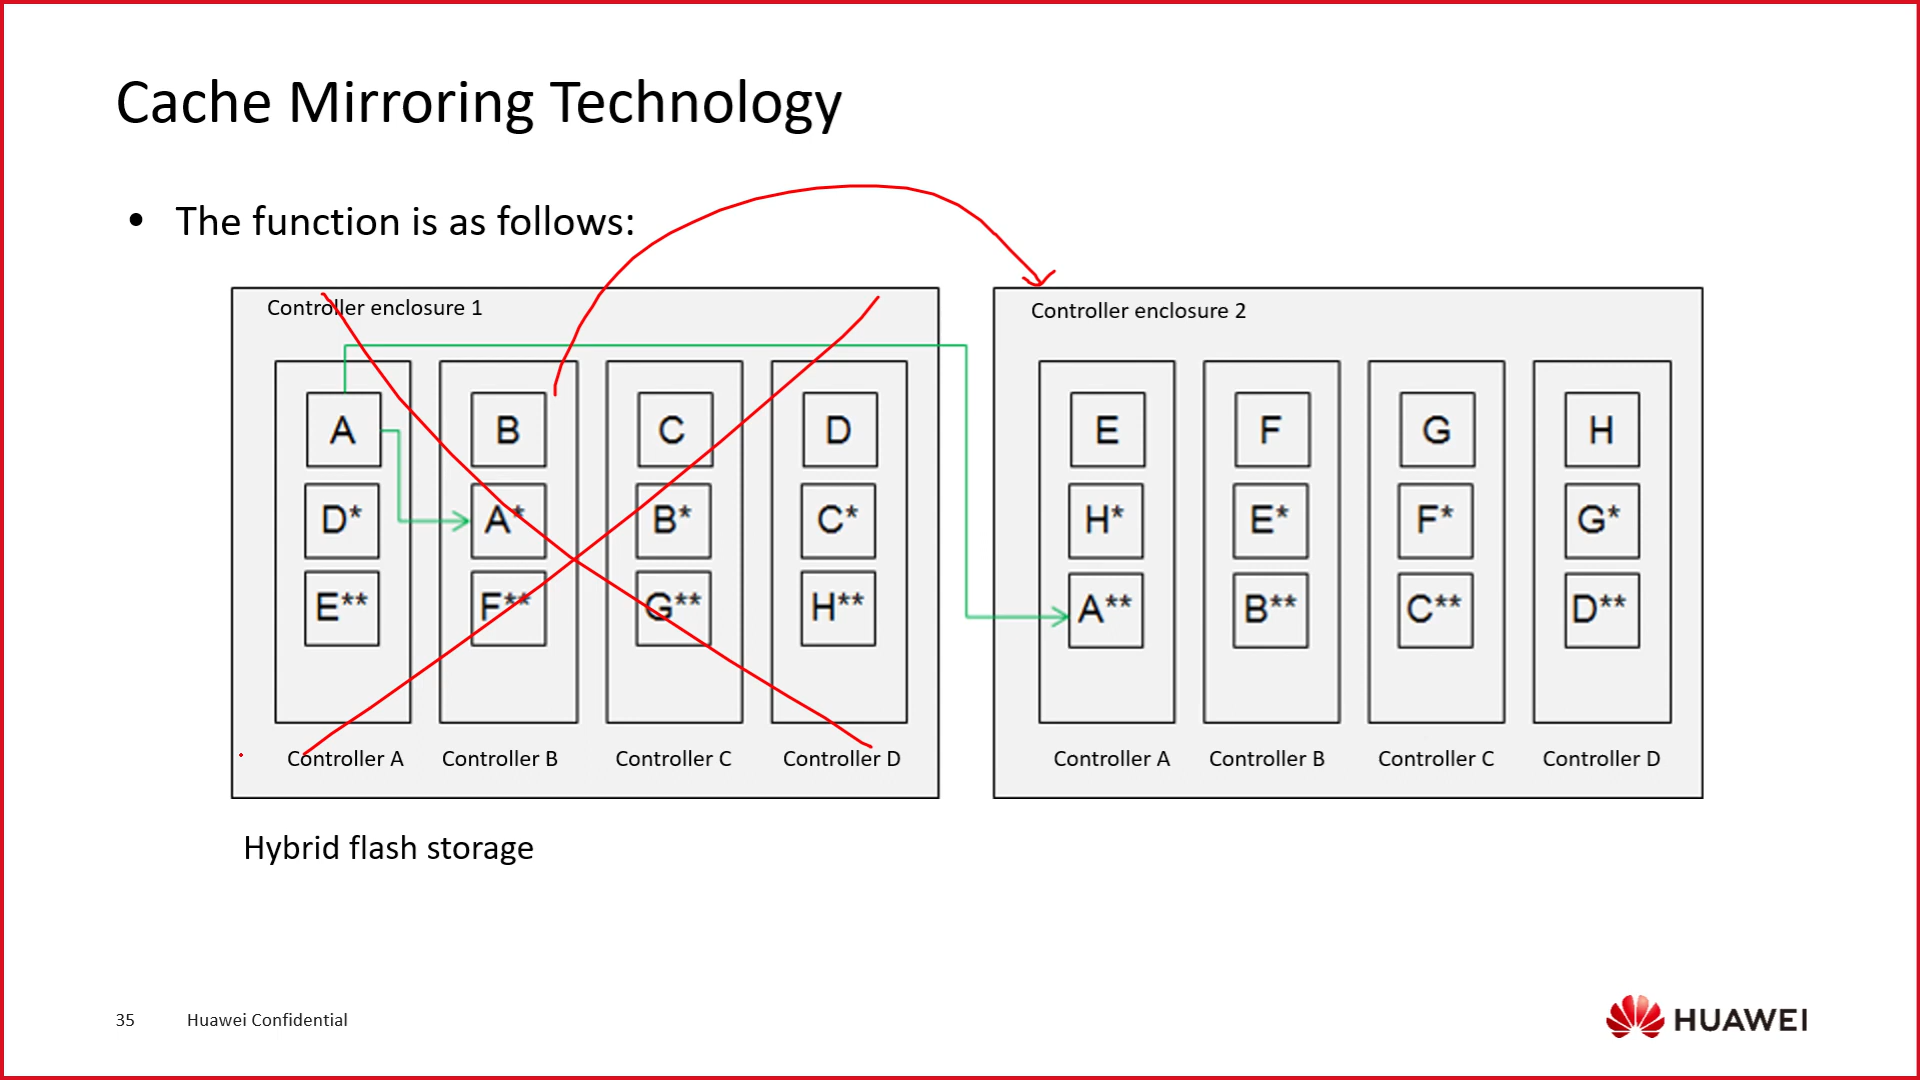 Cache Mirroring Technology
• The function is as follows:
Controller enclosure 1
A B C D
D* A* B* C*
E** F** G** H**
Controller A Controller B Controller C Controller D
Controller enclosure 2
E F G H
H* E* F* G*
A** B** C** D**
Controller A Controller B Controller C Controller D
Hybrid flash storage
35 Huawei Confidential
HUAWEI